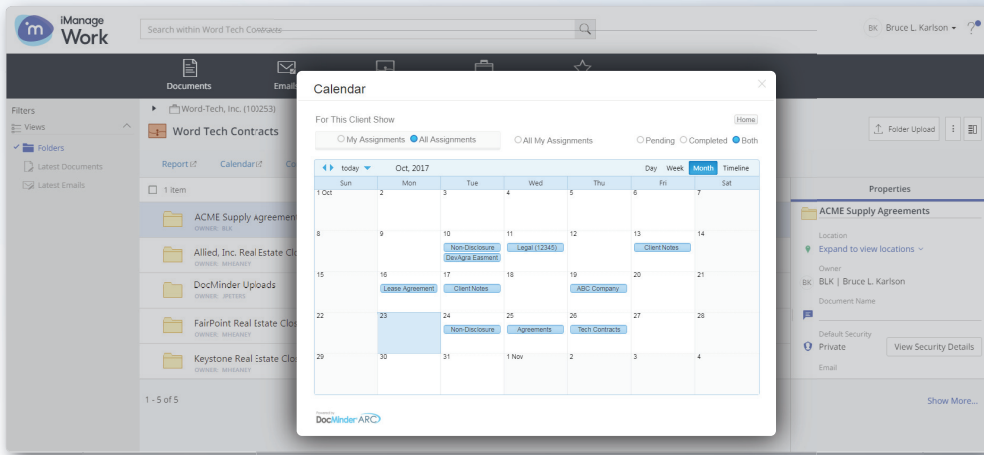 iManage
Work
Search within Word Tech Contracts
BK Bruce L. Karlson
?
Documents
Emails
Filters
Views
Folders
Latest Documents
Latest Emails
Word-Tech, Inc. (103253)
Word Tech Contracts
Folder Upload
Report
Calendar
Co
1 item
ACME Supply Agreement
OWNER: BLK
Allied, Inc. Real Estate Clo
OWNER: MHEANEY
DocMinder Uploads
OWNER: JPETERS
FairPoint Real Estate Clos
OWNER: MHEANEY
Keystone Real Estate Clo
OWNER: MHEANEY
1 - 5 of 5
Calendar
For This Client Show
Home
My Assignments All Assignments
All My Assignments
Pending Completed Both
today
Oct, 2017
Day Week Month Timeline
Sun Mon Tue Wed Thu Fri Sat
1 Oct 2 3 4 5 6 7
8 9 10 11 12 13 14
Non-Disclosure Legal (12345) Client Notes
DevAgra Easment
15 16 17 18 19 20 21
Lease Agreement Client Notes ABC Company
22 23 24 25 26 27 28
Non-Disclosure Agreements Tech Contracts
29 30 31 1 Nov 2 3 4
DocMinder ARC
Properties
ACME Supply Agreements
Location
Expand to view locations
Owner
BK BLK | Bruce L. Karlson
Document Name
Default Security
Private
View Security Details
Email
Show More...